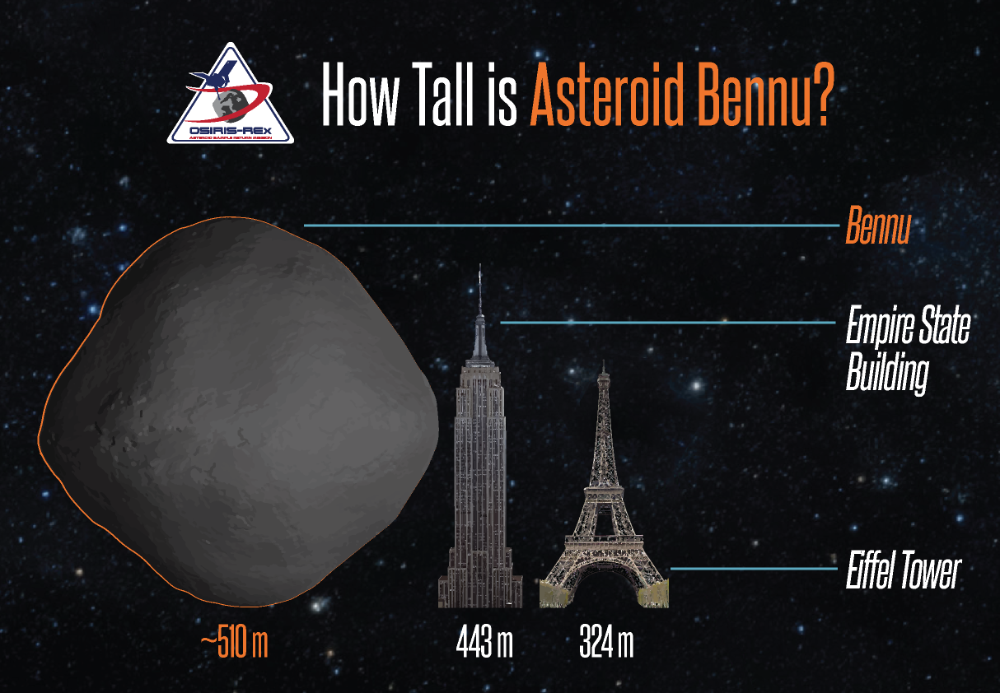 How Tall is Asteroid Bennu?
OSIRIS-REx
ASTEROID SAMPLE RETURN MISSION
Bennu
Empire State
Building
Eiffel Tower
~510 m
443 m
324 m